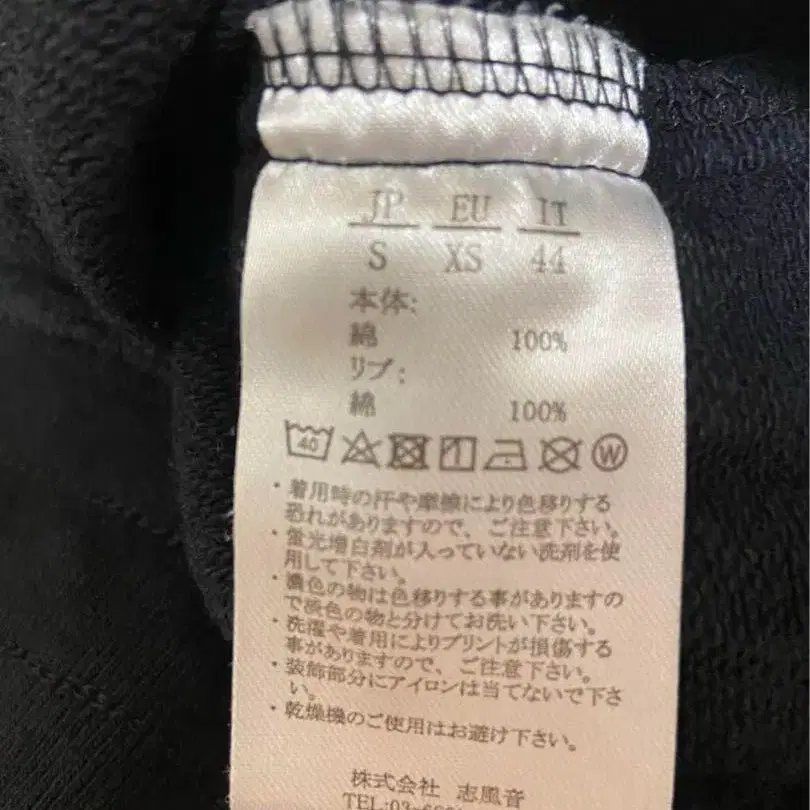 JP EU IT
S XS 44
本体:
綿 100%
リブ:
綿 100%
40 W
・着用時の汗や摩擦により色移りする
恐れがありますので、ご注意下さい。
・蛍光増白剤が入っていない洗剤を使
用して下さい。
・濃色の物は色移りする事がありますの
で淡色の物と分けてお洗い下さい。
・洗濯や着用によりプリントが損傷する
事がありますので、ご注意下さい。
・装飾部分にアイロンは当てないで下さ
い。
・乾燥機のご使用はお避け下さい。
株式会社 志風音
TEL:03-